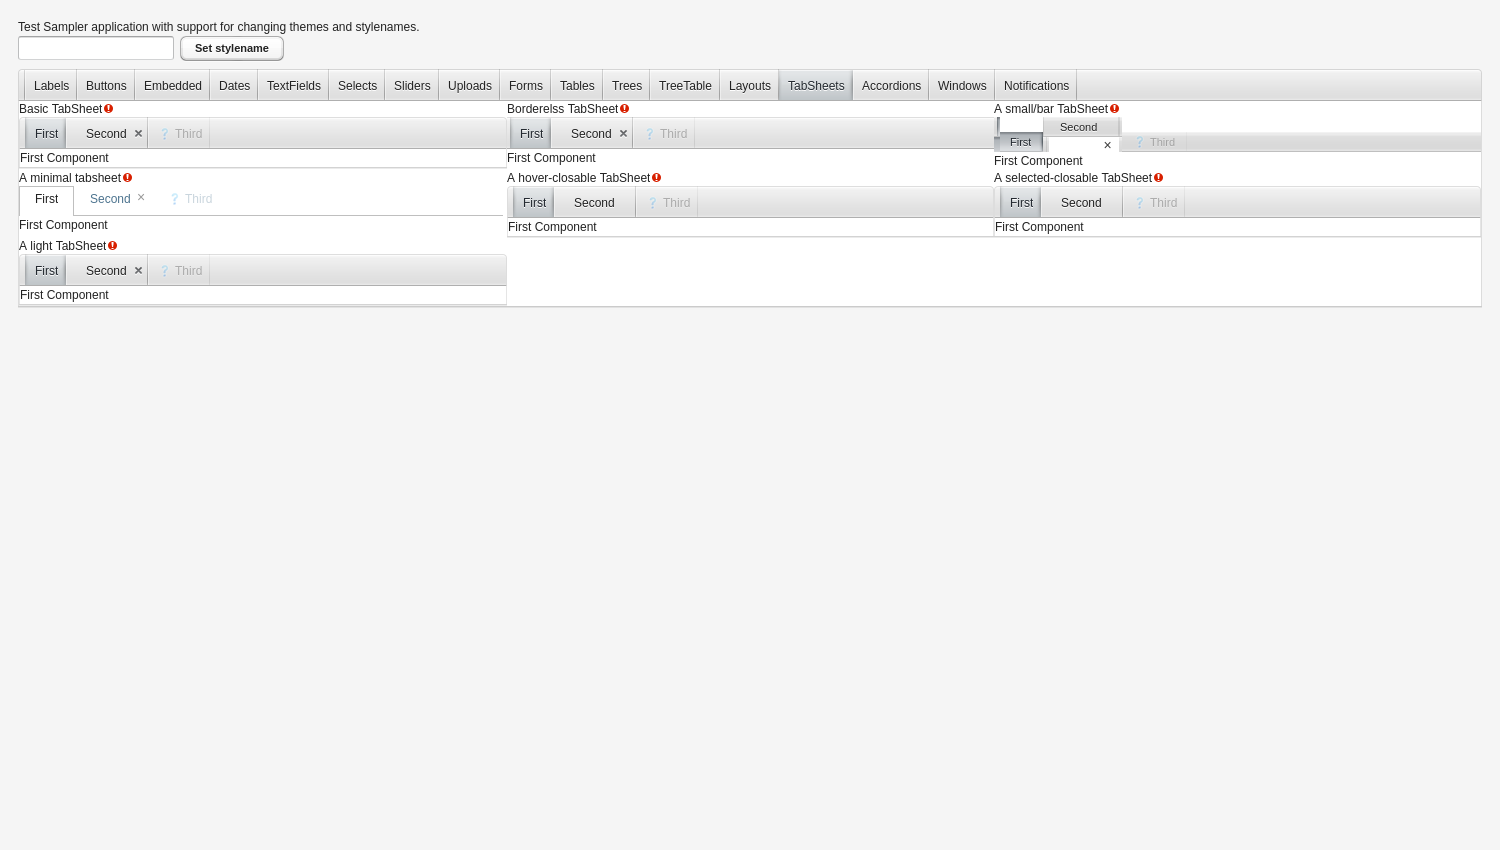 Test Sampler application with support for changing themes and stylenames.
Set stylename
Labels Buttons Embedded Dates TextFields Selects Sliders Uploads Forms Tables Trees TreeTable Layouts TabSheets Accordions Windows Notifications
Basic TabSheet
First Second × ? Third
First Component
Borderelss TabSheet
First Second × ? Third
First Component
A small/bar TabSheet
Second
First × ? Third
First Component
A minimal tabsheet
First Second × ? Third
First Component
A hover-closable TabSheet
First Second ? Third
First Component
A selected-closable TabSheet
First Second ? Third
First Component
A light TabSheet
First Second × ? Third
First Component